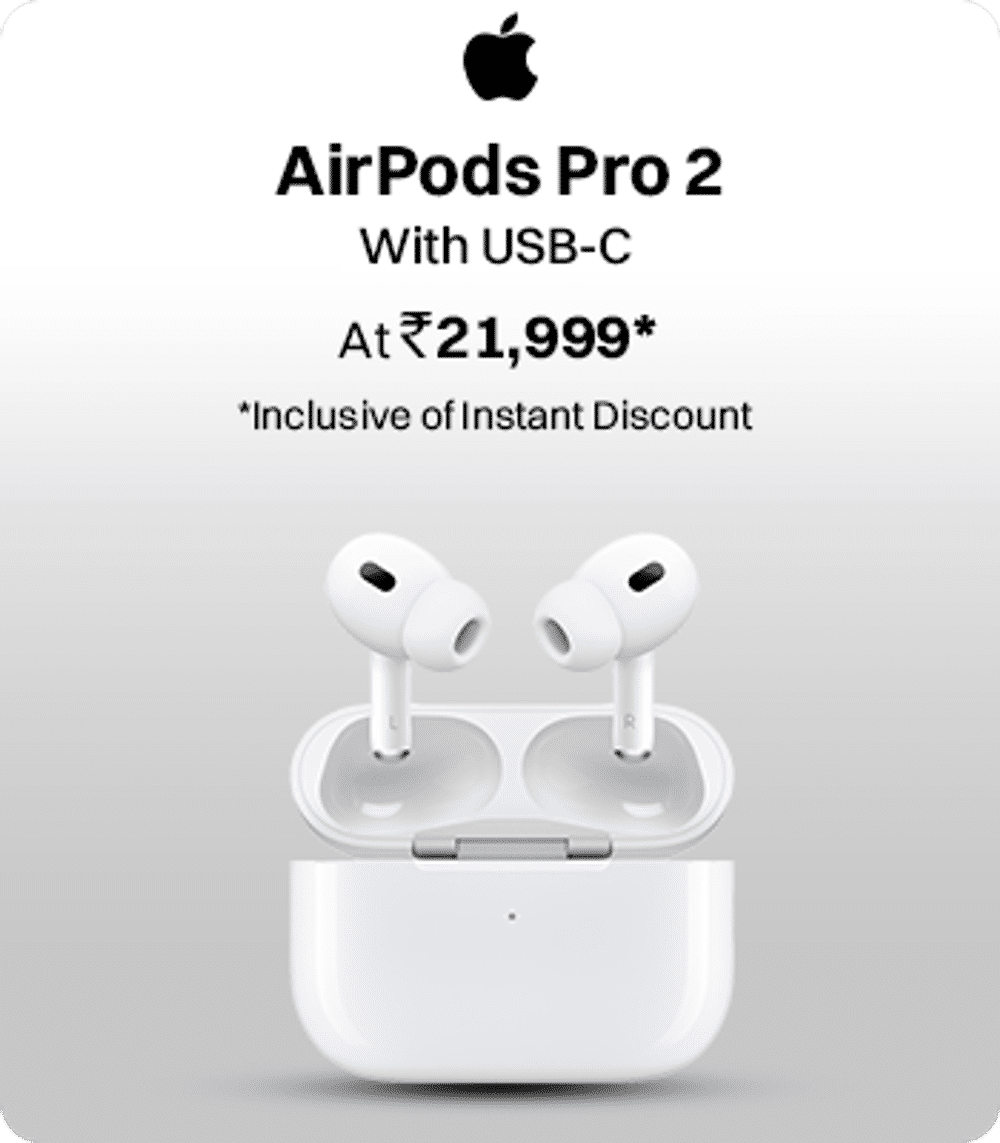 AirPods Pro 2
With USB-C
At ₹21,999*
*Inclusive of Instant Discount
L
R